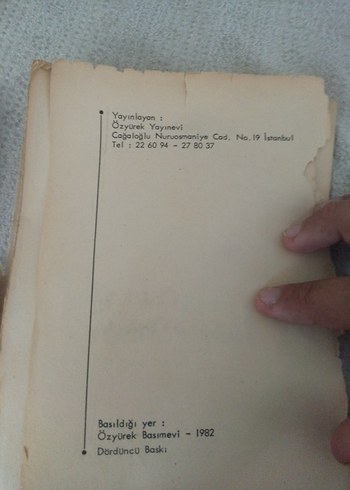 Yayınlayan :
Özyürek Yayınevi
Cağaloğlu Nuruosmaniye Cad. No.19 İstanbul
Tel : 22 60 94 - 27 80 37
Basıldığı yer :
Özyürek Basımevi - 1982
Dördüncü Baskı